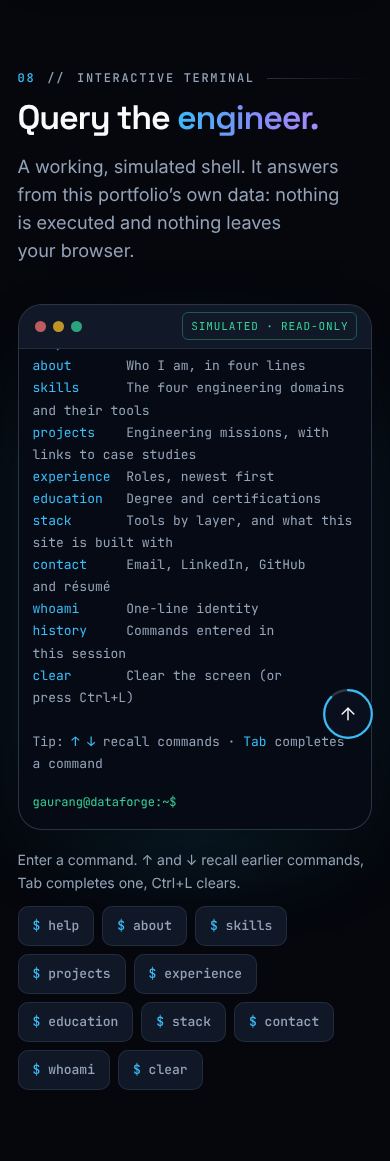 08 // INTERACTIVE TERMINAL
Query the engineer.
A working, simulated shell. It answers
from this portfolio’s own data: nothing
is executed and nothing leaves
your browser.
SIMULATED · READ-ONLY
about Who I am, in four lines
skills The four engineering domains
and their tools
projects Engineering missions, with
links to case studies
experience Roles, newest first
education Degree and certifications
stack Tools by layer, and what this
site is built with
contact Email, LinkedIn, GitHub
and résumé
whoami One-line identity
history Commands entered in
this session
clear Clear the screen (or
press Ctrl+L)
Tip: ↑ ↓ recall commands · Tab completes
a command
gaurang@dataforge:~$
Enter a command. ↑ and ↓ recall earlier commands,
Tab completes one, Ctrl+L clears.
$ help $ about $ skills
$ projects $ experience
$ education $ stack $ contact
$ whoami $ clear